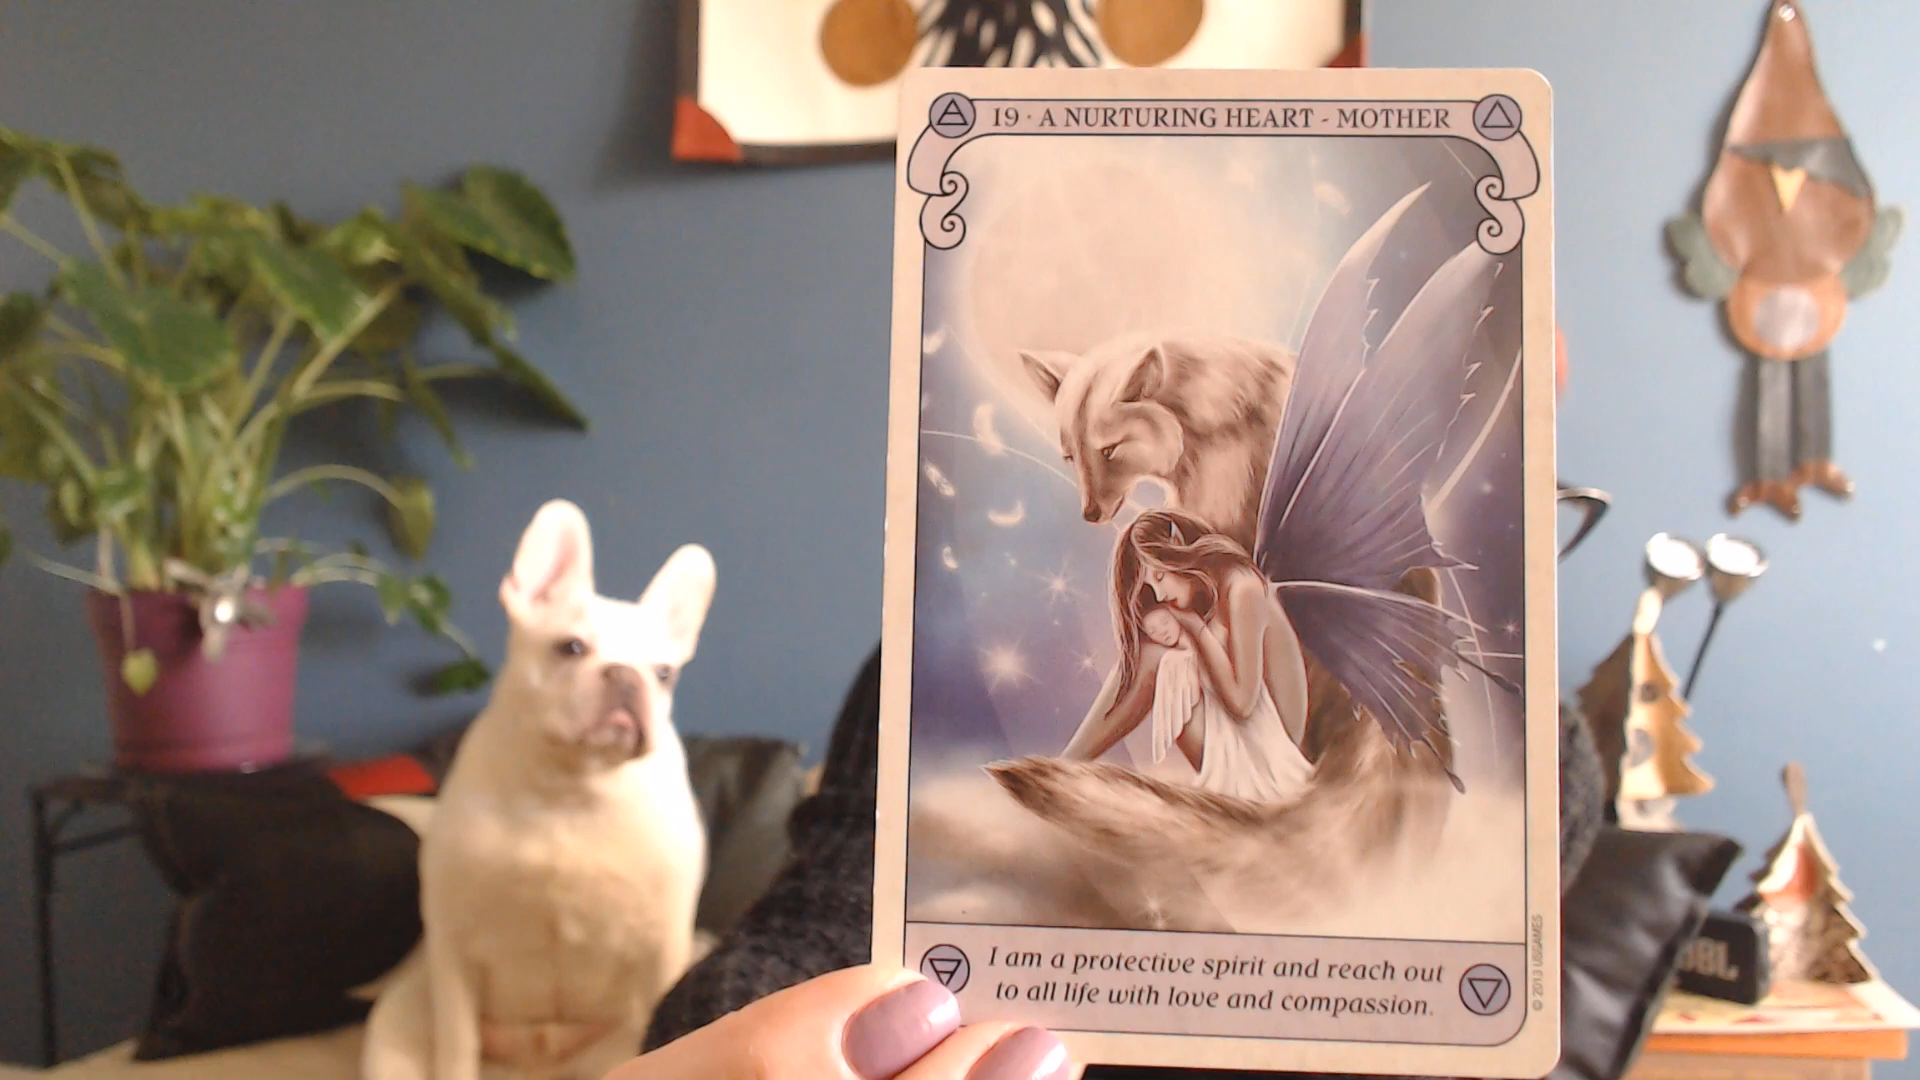 19 · A NURTURING HEART - MOTHER
I am a protective spirit and reach out
to all life with love and compassion.
© 2013 USGAMES
JBL